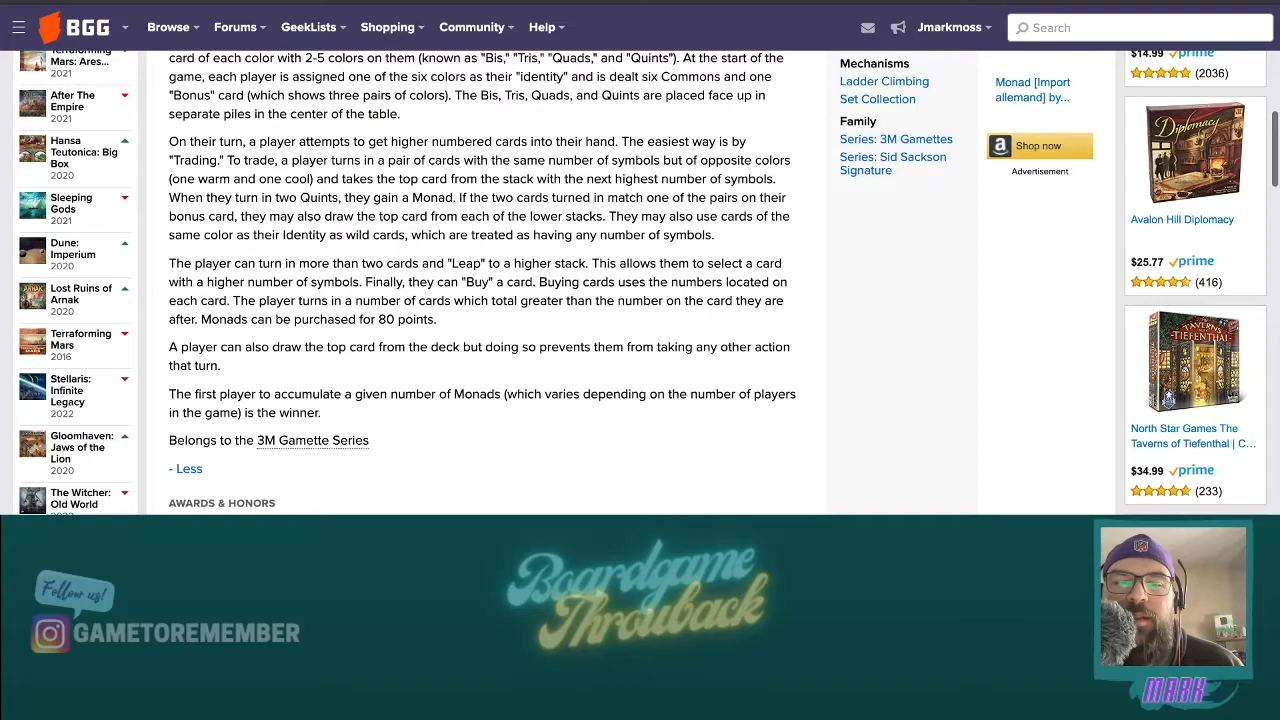 BGG
Browse
Forums
GeekLists
Shopping
Community
Help
Jmarkmoss
Search
Mars: Ares...
2021
After The
Empire
2021
Hansa
Teutonica: Big
Box
2020
Sleeping
Gods
2021
Dune:
Imperium
2020
Lost Ruins of
Arnak
2020
Terraforming
Mars
2016
Stellaris:
Infinite
Legacy
2022
Gloomhaven:
Jaws of the
Lion
2020
The Witcher:
Old World
card of each color with 2-5 colors on them (known as "Bis," "Tris," "Quads," and "Quints"). At the start of the
game, each player is assigned one of the six colors as their "identity" and is dealt six Commons and one
"Bonus" card (which shows three pairs of colors). The Bis, Tris, Quads, and Quints are placed face up in
separate piles in the center of the table.
On their turn, a player attempts to get higher numbered cards into their hand. The easiest way is by
"Trading." To trade, a player turns in a pair of cards with the same number of symbols but of opposite colors
(one warm and one cool) and takes the top card from the stack with the next highest number of symbols.
When they turn in two Quints, they gain a Monad. If the two cards turned in match one of the pairs on their
bonus card, they may also draw the top card from each of the lower stacks. They may also use cards of the
same color as their Identity as wild cards, which are treated as having any number of symbols.
The player can turn in more than two cards and "Leap" to a higher stack. This allows them to select a card
with a higher number of symbols. Finally, they can "Buy" a card. Buying cards uses the numbers located on
each card. The player turns in a number of cards which total greater than the number on the card they are
after. Monads can be purchased for 80 points.
A player can also draw the top card from the deck but doing so prevents them from taking any other action
that turn.
The first player to accumulate a given number of Monads (which varies depending on the number of players
in the game) is the winner.
Belongs to the 3M Gamette Series
- Less
AWARDS & HONORS
Mechanisms
Ladder Climbing
Set Collection
Family
Series: 3M Gamettes
Series: Sid Sackson
Signature
Monad [Import
allemand] by...
Shop now
Advertisement
$14.99 prime
(2036)
Diplomacy
Avalon Hill Diplomacy
$25.77 prime
(416)
TAVERNS
TIEFENTHAL
North Star Games The
Taverns of Tiefenthal | C...
$34.99 prime
(233)
Follow us!
GAMETOREMEMBER
Boardgame
Throwback
MARK